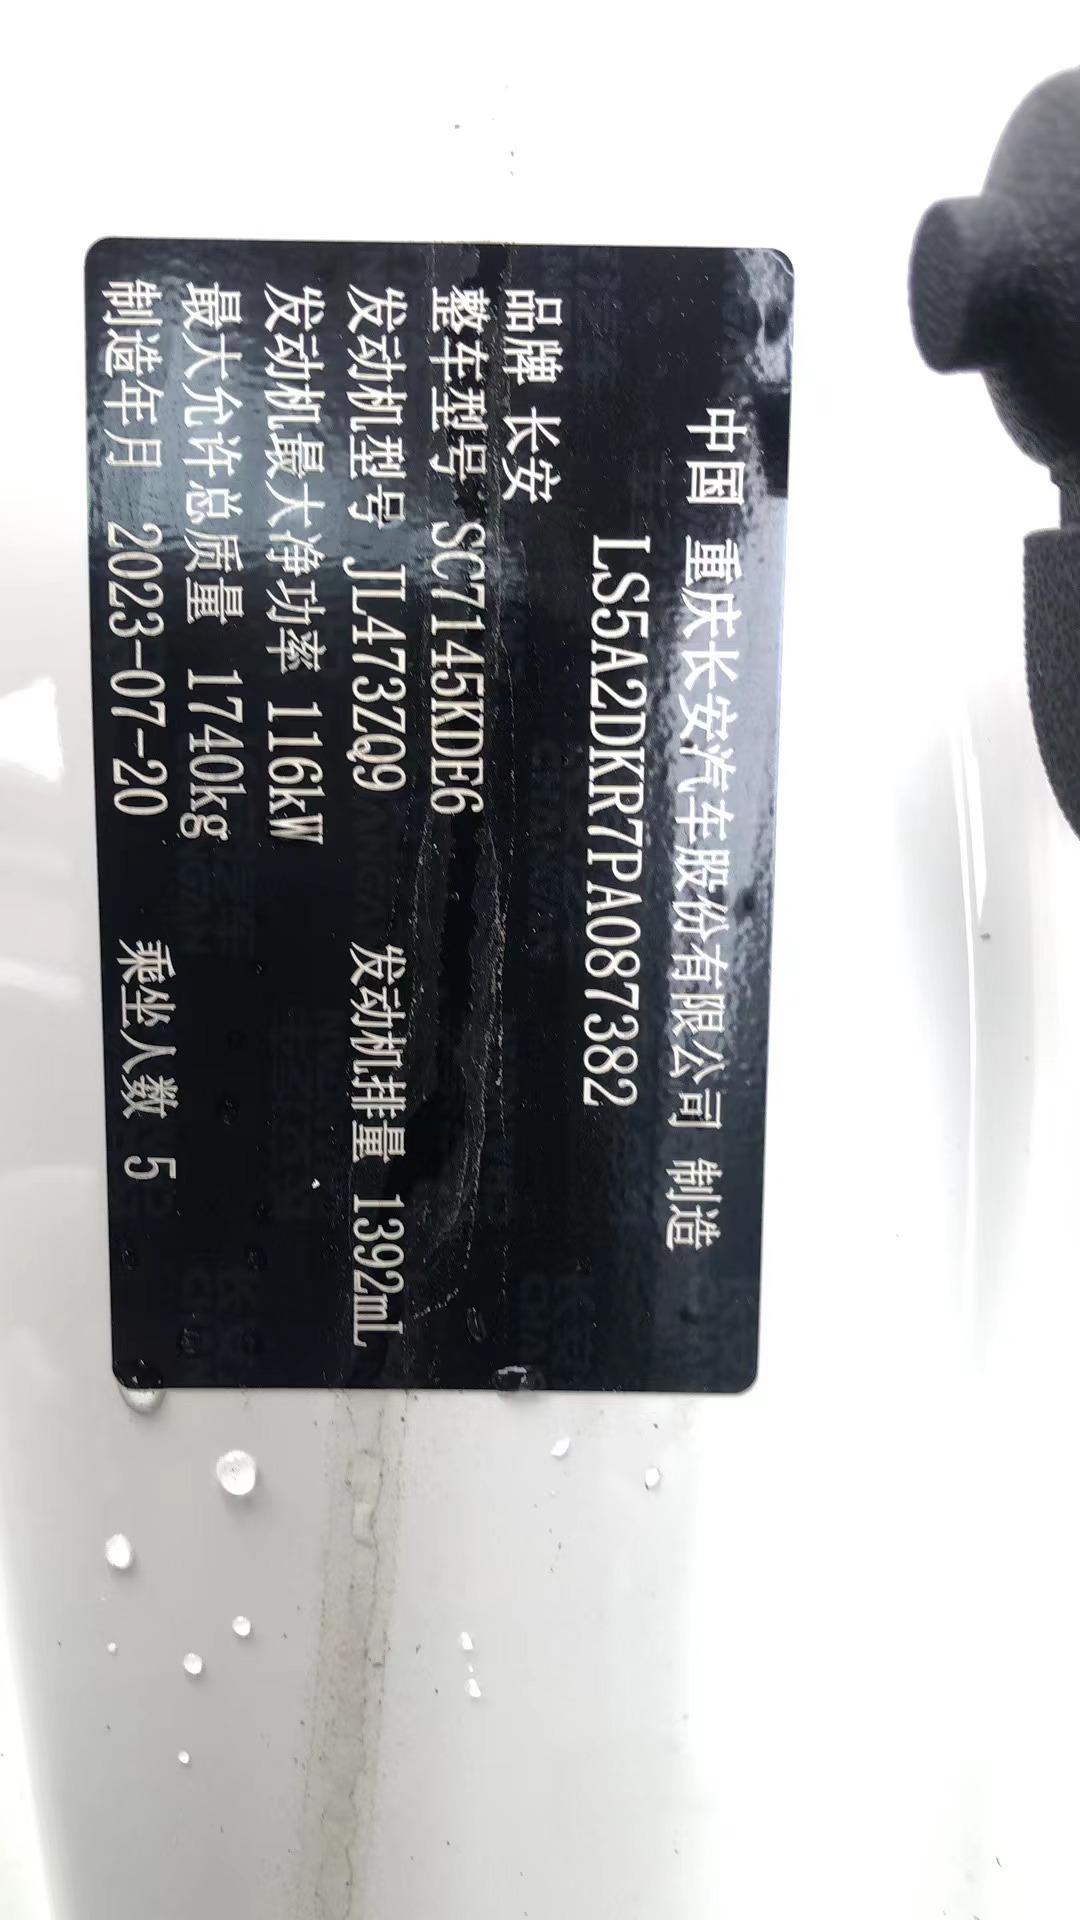 中国 重庆长安汽车股份有限公司 制造
LS5A2DKR7PA087382
品牌 长安
整车型号 SC7145KDE6
发动机型号 JL473ZQ9 发动机排量 1392mL
发动机最大净功率 116kW
最大允许总质量 1740kg
制造年月 2023-07-20 乘坐人数 5